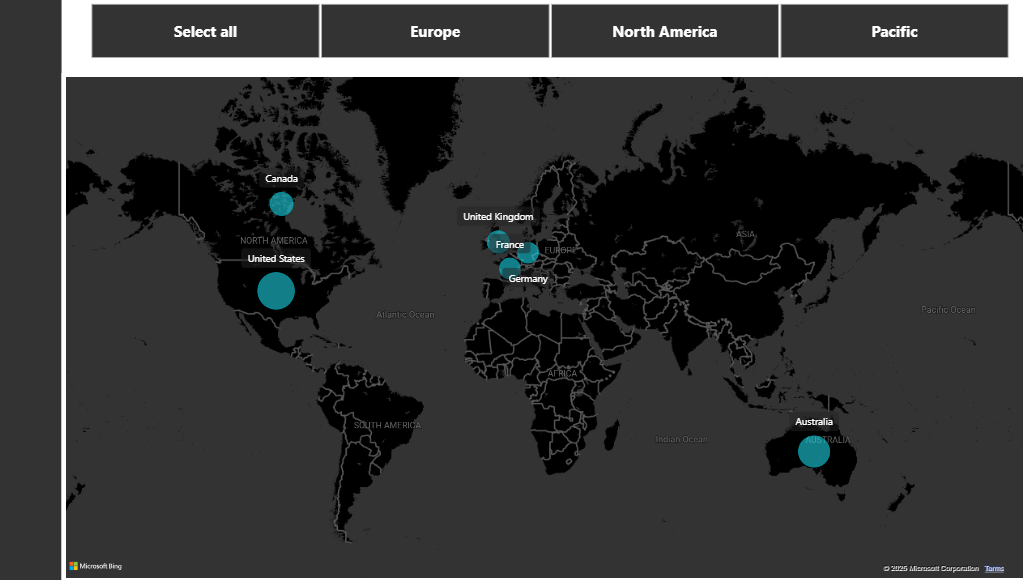 Select all
Europe
North America
Pacific
Canada
United Kingdom
ASIA
NORTH AMERICA
France
EUROPE
United States
Germany
Atlantic Ocean
Pacific Ocean
AFRICA
Australia
SOUTH AMERICA
Indian Ocean
AUSTRALIA
Microsoft Bing
© 2025 Microsoft Corporation Terms